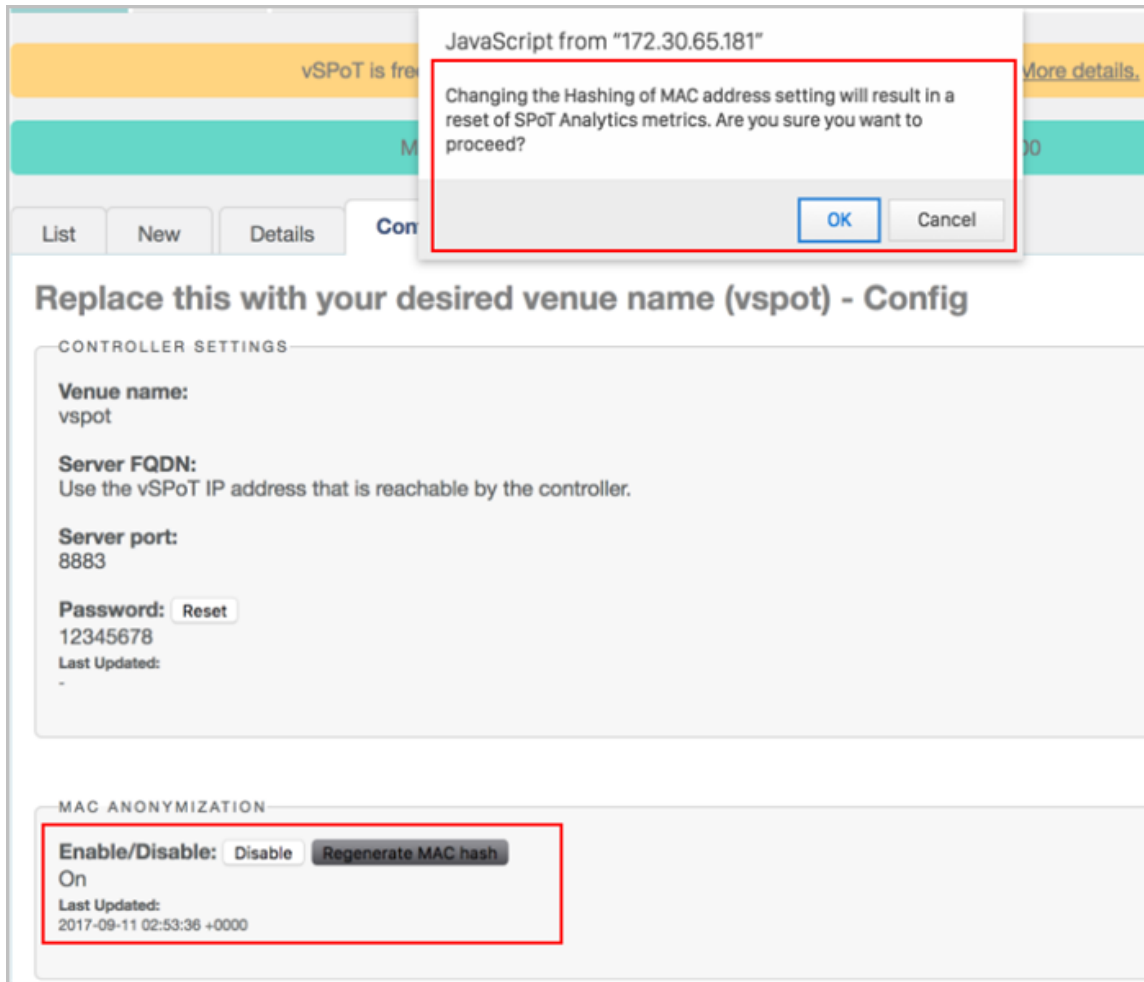 JavaScript from "172.30.65.181"
vSPoT is free
More details.
Changing the Hashing of MAC address setting will result in a
reset of SPoT Analytics metrics. Are you sure you want to
proceed?
M
00
OK Cancel
List New Details Con
Replace this with your desired venue name (vspot) - Config
CONTROLLER SETTINGS
Venue name:
vspot
Server FQDN:
Use the vSPoT IP address that is reachable by the controller.
Server port:
8883
Password: Reset
12345678
Last Updated:
-
MAC ANONYMIZATION
Enable/Disable: Disable Regenerate MAC hash
On
Last Updated:
2017-09-11 02:53:36 +0000